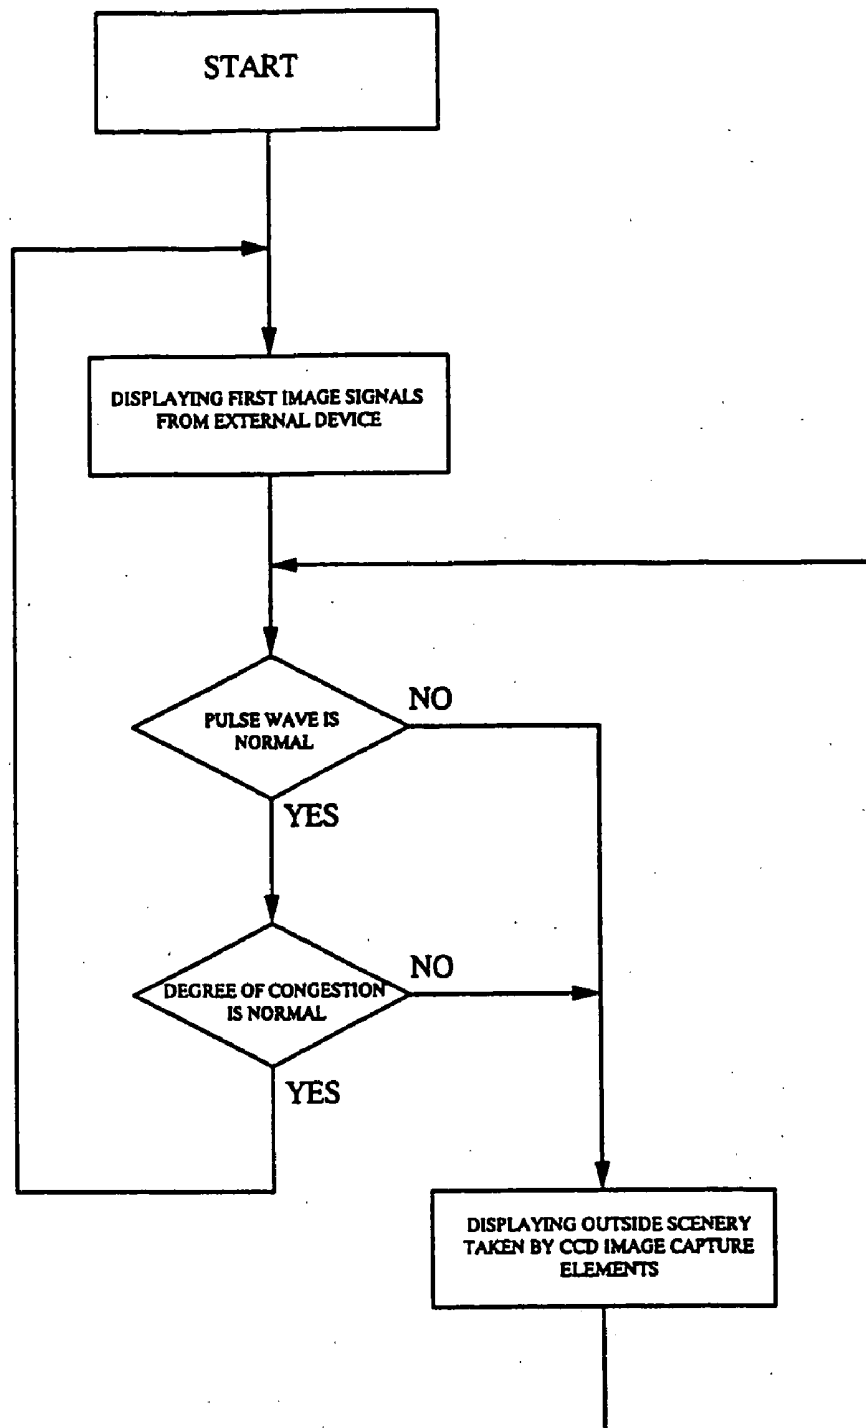 START
DISPLAYING FIRST IMAGE SIGNALS
FROM EXTERNAL DEVICE
PULSE WAVE IS
NORMAL
NO
YES
DEGREE OF CONGESTION
IS NORMAL
NO
YES
DISPLAYING OUTSIDE SCENERY
TAKEN BY CCD IMAGE CAPTURE
ELEMENTS